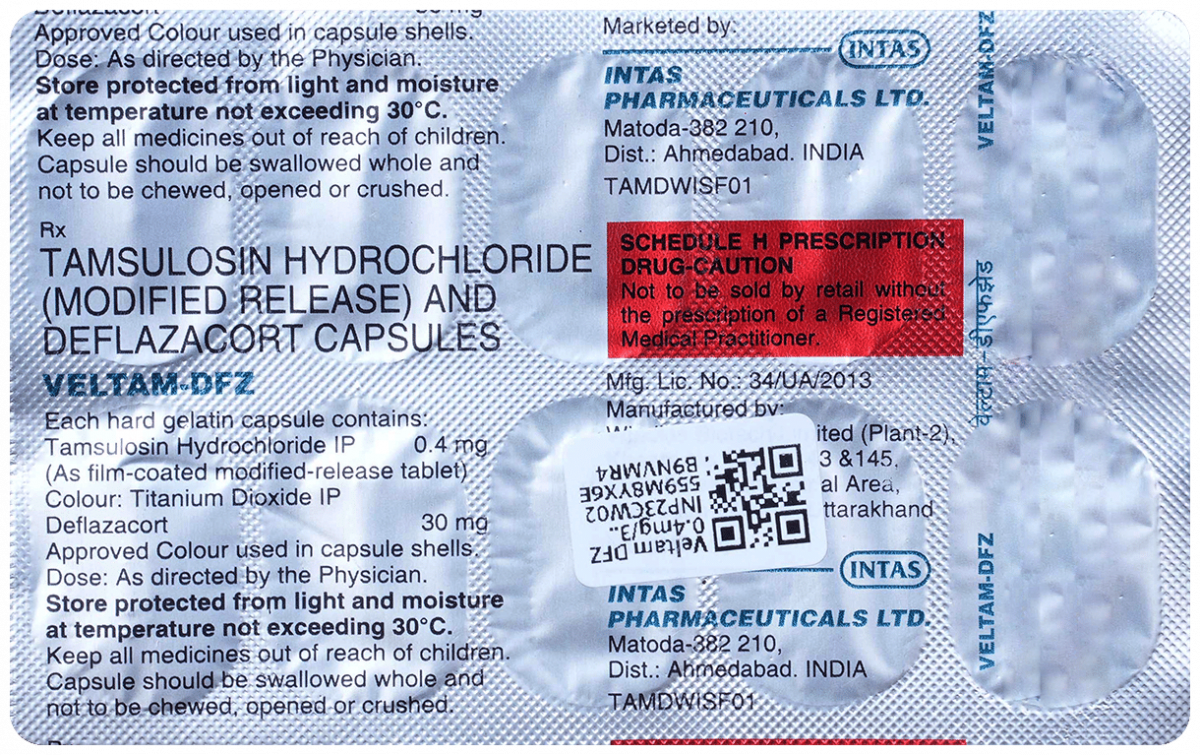 Approved Colour used in capsule shells.
Dose: As directed by the Physician.
Store protected from light and moisture
at temperature not exceeding 30°C.
Keep all medicines out of reach of children.
Capsule should be swallowed whole and
not to be chewed, opened or crushed.
Rx
TAMSULOSIN HYDROCHLORIDE
(MODIFIED RELEASE) AND
DEFLAZACORT CAPSULES
VELTAM-DFZ
Each hard gelatin capsule contains:
Tamsulosin Hydrochloride IP 0.4 mg
(As film-coated modified-release tablet)
Colour: Titanium Dioxide IP
Deflazacort 30 mg
Approved Colour used in capsule shells.
Dose: As directed by the Physician.
Store protected from light and moisture
at temperature not exceeding 30°C.
Keep all medicines out of reach of children.
Capsule should be swallowed whole and
not to be chewed, opened or crushed.
Marketed by:
INTAS
INTAS
PHARMACEUTICALS LTD.
Matoda-382 210,
Dist.: Ahmedabad. INDIA
TAMDWISF01
SCHEDULE H PRESCRIPTION
DRUG-CAUTION
Not to be sold by retail without
the prescription of a Registered
Medical Practitioner.
Mfg. Lic. No.: 34/UA/2013
Manufactured by:
(Plant-2),
3 &145,
Area,
Veltam DFZ
0.4mg/3..
INP23CW02
559M8YX6E
B9NVMR4
INTAS
INTAS
PHARMACEUTICALS LTD.
Matoda-382 210,
Dist.: Ahmedabad. INDIA
TAMDWISF01
VELTAM-DFZ
वेल्टाम-डीएफझेड
VELTAM-DFZ